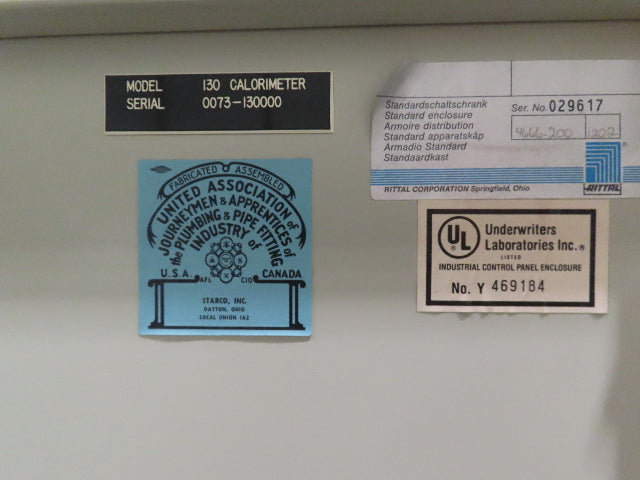 MODEL 130 CALORIMETER
SERIAL 0073-130000
Standardschaltschrank
Standard enclosure
Armoire distribution
Standard apparatskåp
Armadio Standard
Standaardkast
Ser. No. 029617
4666-200 1202
RITTAL
RITTAL CORPORATION Springfield, Ohio
FABRICATED & ASSEMBLED
UNITED ASSOCIATION of
JOURNEYMEN & APPRENTICES of
the PLUMBING & PIPE FITTING
INDUSTRY of
U.S.A. AFL CIO CANADA
STARCO, INC.
DAYTON, OHIO
LOCAL UNION 162
UL
Underwriters
Laboratories Inc.®
LISTED
INDUSTRIAL CONTROL PANEL ENCLOSURE
No. Y 469184